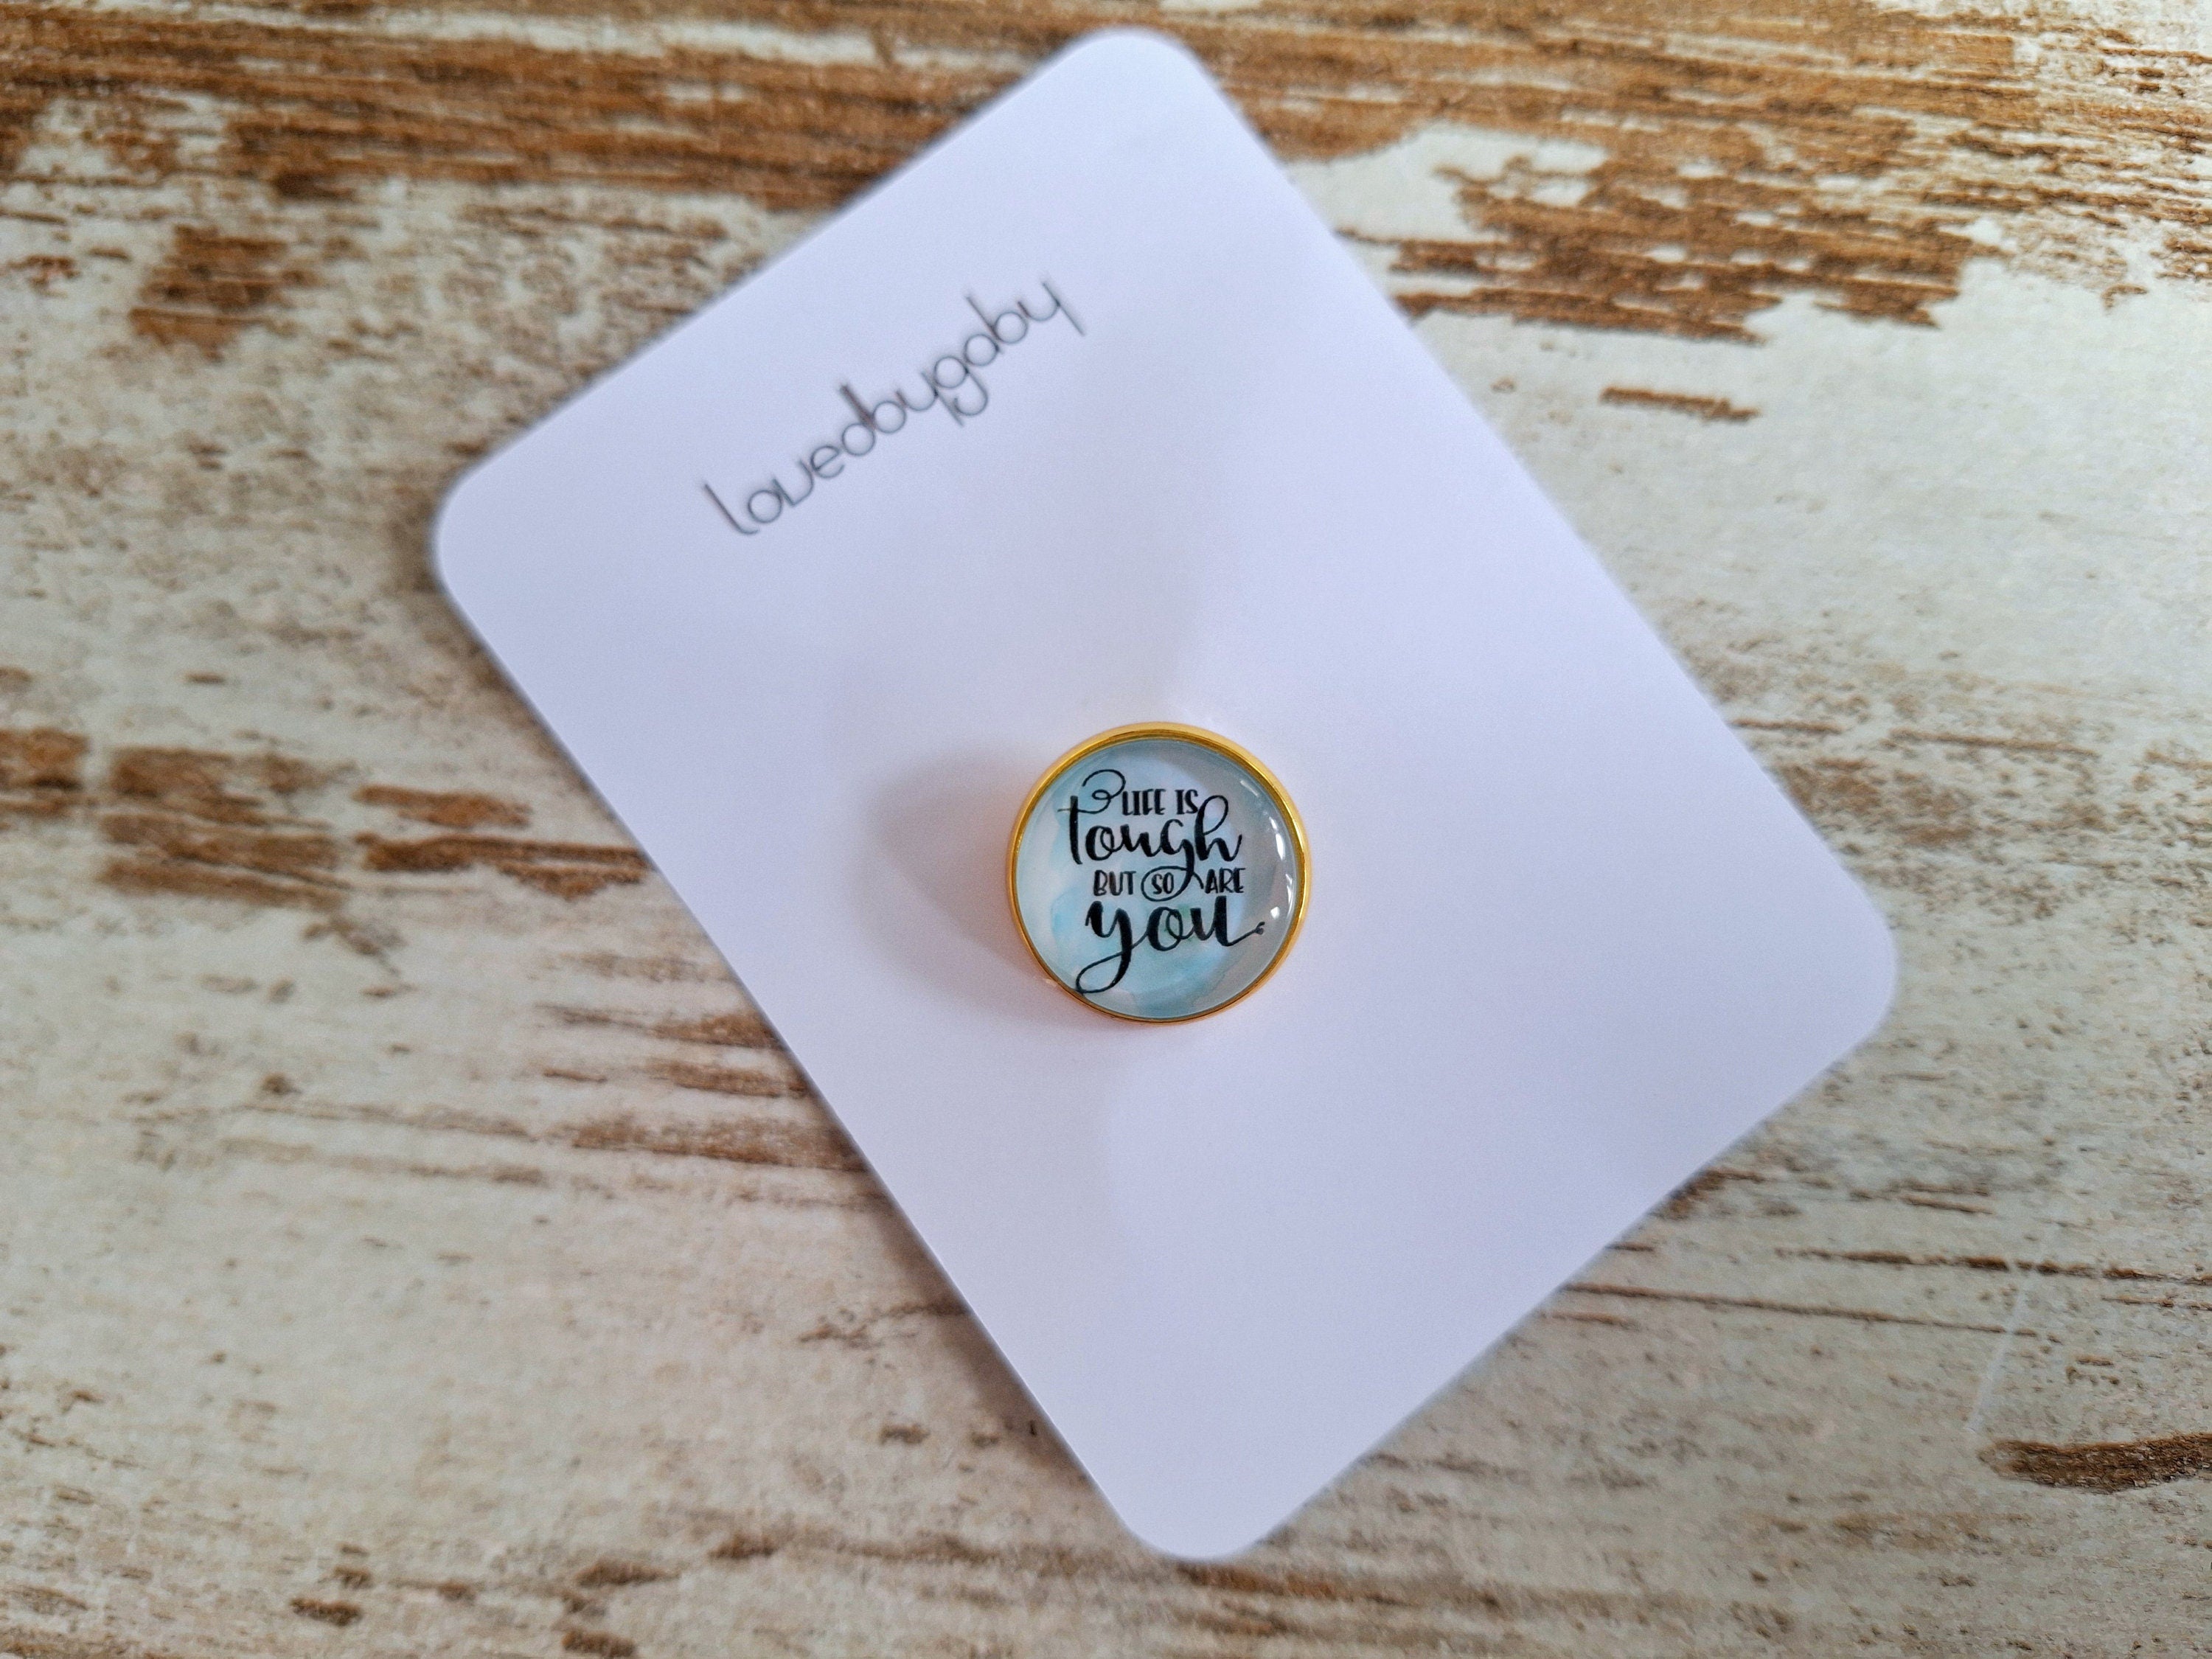 lovedbygaby
LIFE IS
tough
BUT SO ARE
you